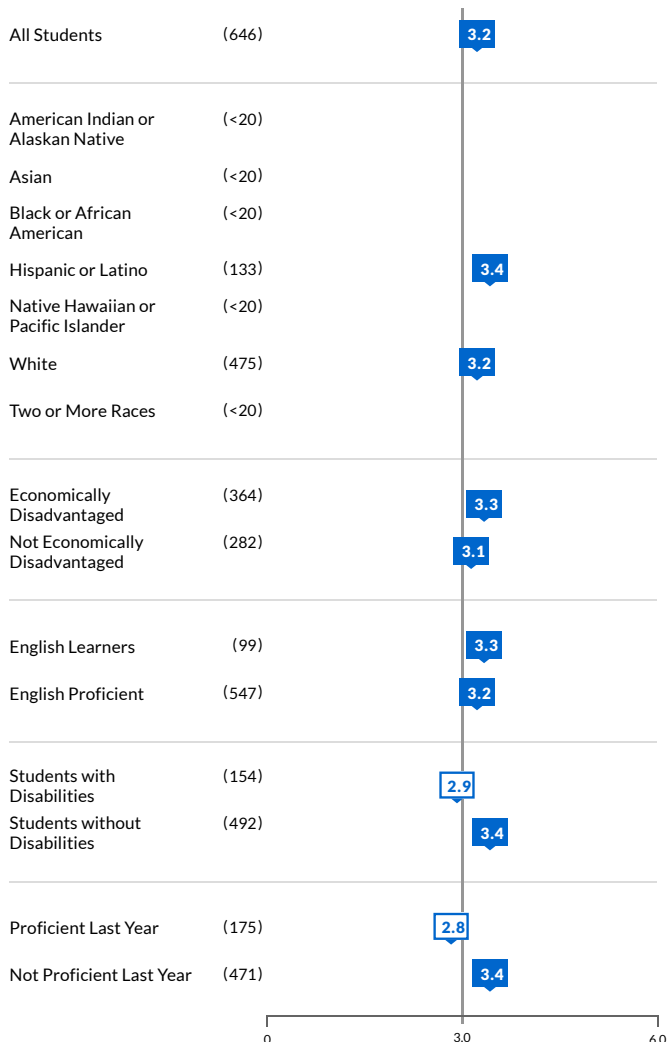 All Students (646) 3.2
American Indian or (<20)
Alaskan Native
Asian (<20)
Black or African (<20)
American
Hispanic or Latino (133) 3.4
Native Hawaiian or (<20)
Pacific Islander
White (475) 3.2
Two or More Races (<20)
Economically (364) 3.3
Disadvantaged
Not Economically (282) 3.1
Disadvantaged
English Learners (99) 3.3
English Proficient (547) 3.2
Students with (154) 2.9
Disabilities
Students without (492) 3.4
Disabilities
Proficient Last Year (175) 2.8
Not Proficient Last Year (471) 3.4
0 3.0 6.0